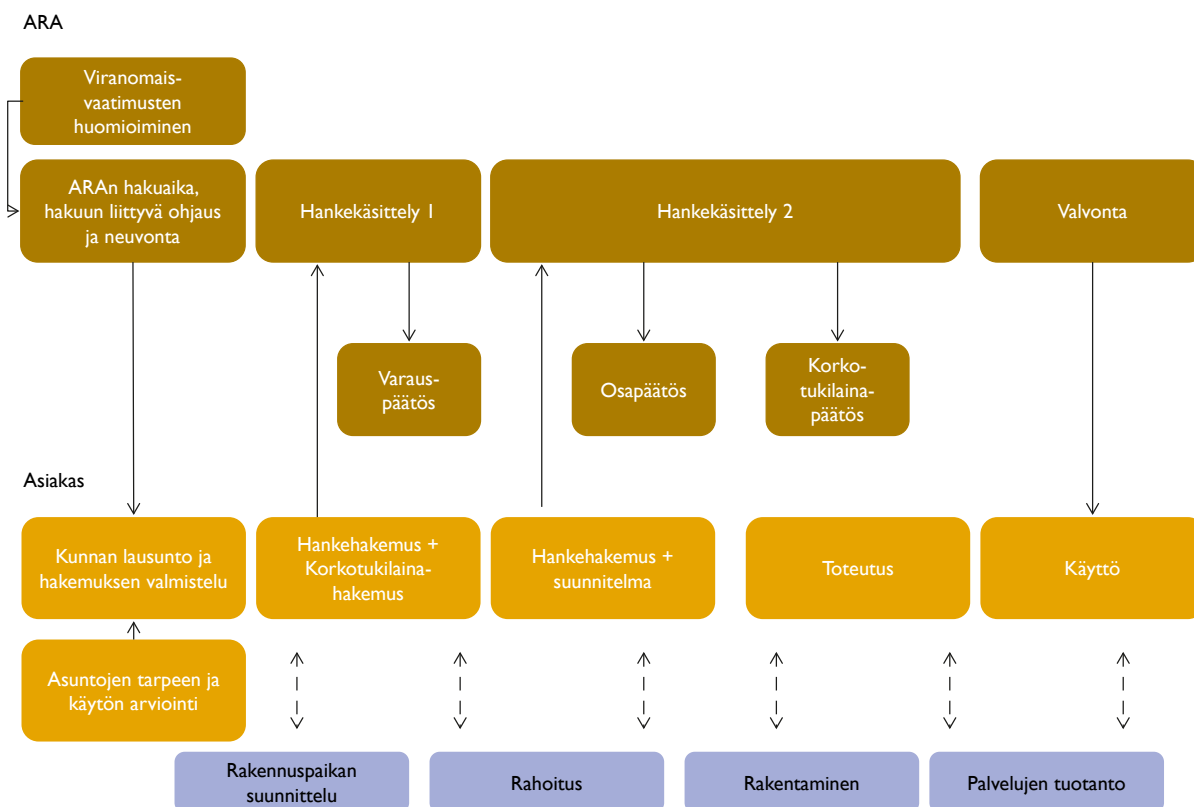 ARA
Viranomais-
vaatimusten
huomioiminen
ARAn hakuaika,
hakuun liittyvä ohjaus
ja neuvonta
Hankekäsittely 1
Hankekäsittely 2
Valvonta
Varaus-
päätös
Osapäätös
Korko-
tukilaina-
päätös
Asiakas
Kunnan lausunto ja
hakemuksen valmistelu
Hankehakemus +
Korkotukilaina-
hakemus
Hankehakemus +
suunnitelma
Toteutus
Käyttö
Asuntojen tarpeen ja
käytön arviointi
Rakennuspaikan
suunnittelu
Rahoitus
Rakentaminen
Palvelujen tuotanto